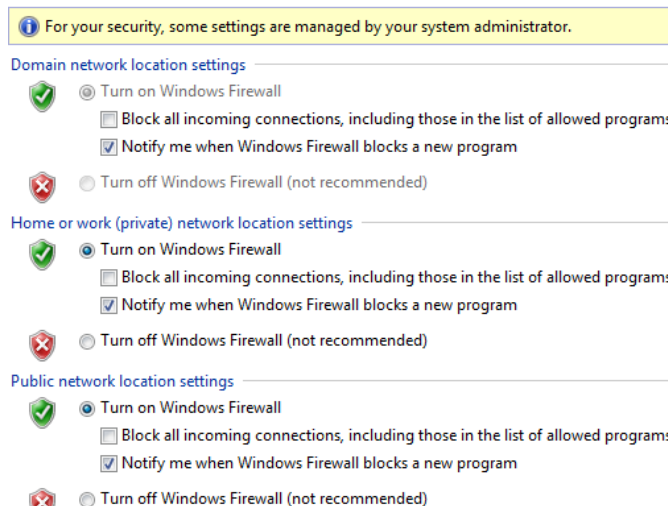 For your security, some settings are managed by your system administrator.
Domain network location settings
Turn on Windows Firewall
Block all incoming connections, including those in the list of allowed programs
Notify me when Windows Firewall blocks a new program
Turn off Windows Firewall (not recommended)
Home or work (private) network location settings
Turn on Windows Firewall
Block all incoming connections, including those in the list of allowed programs
Notify me when Windows Firewall blocks a new program
Turn off Windows Firewall (not recommended)
Public network location settings
Turn on Windows Firewall
Block all incoming connections, including those in the list of allowed programs
Notify me when Windows Firewall blocks a new program
Turn off Windows Firewall (not recommended)